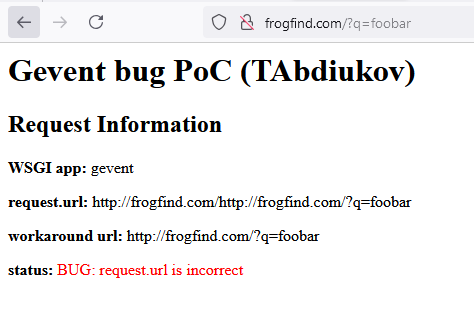 frogfind.com/?q=foobar
Gevent bug PoC (TAbdiukov)
Request Information
WSGI app: gevent
request.url: http://frogfind.com/http://frogfind.com/?q=foobar
workaround url: http://frogfind.com/?q=foobar
status: BUG: request.url is incorrect